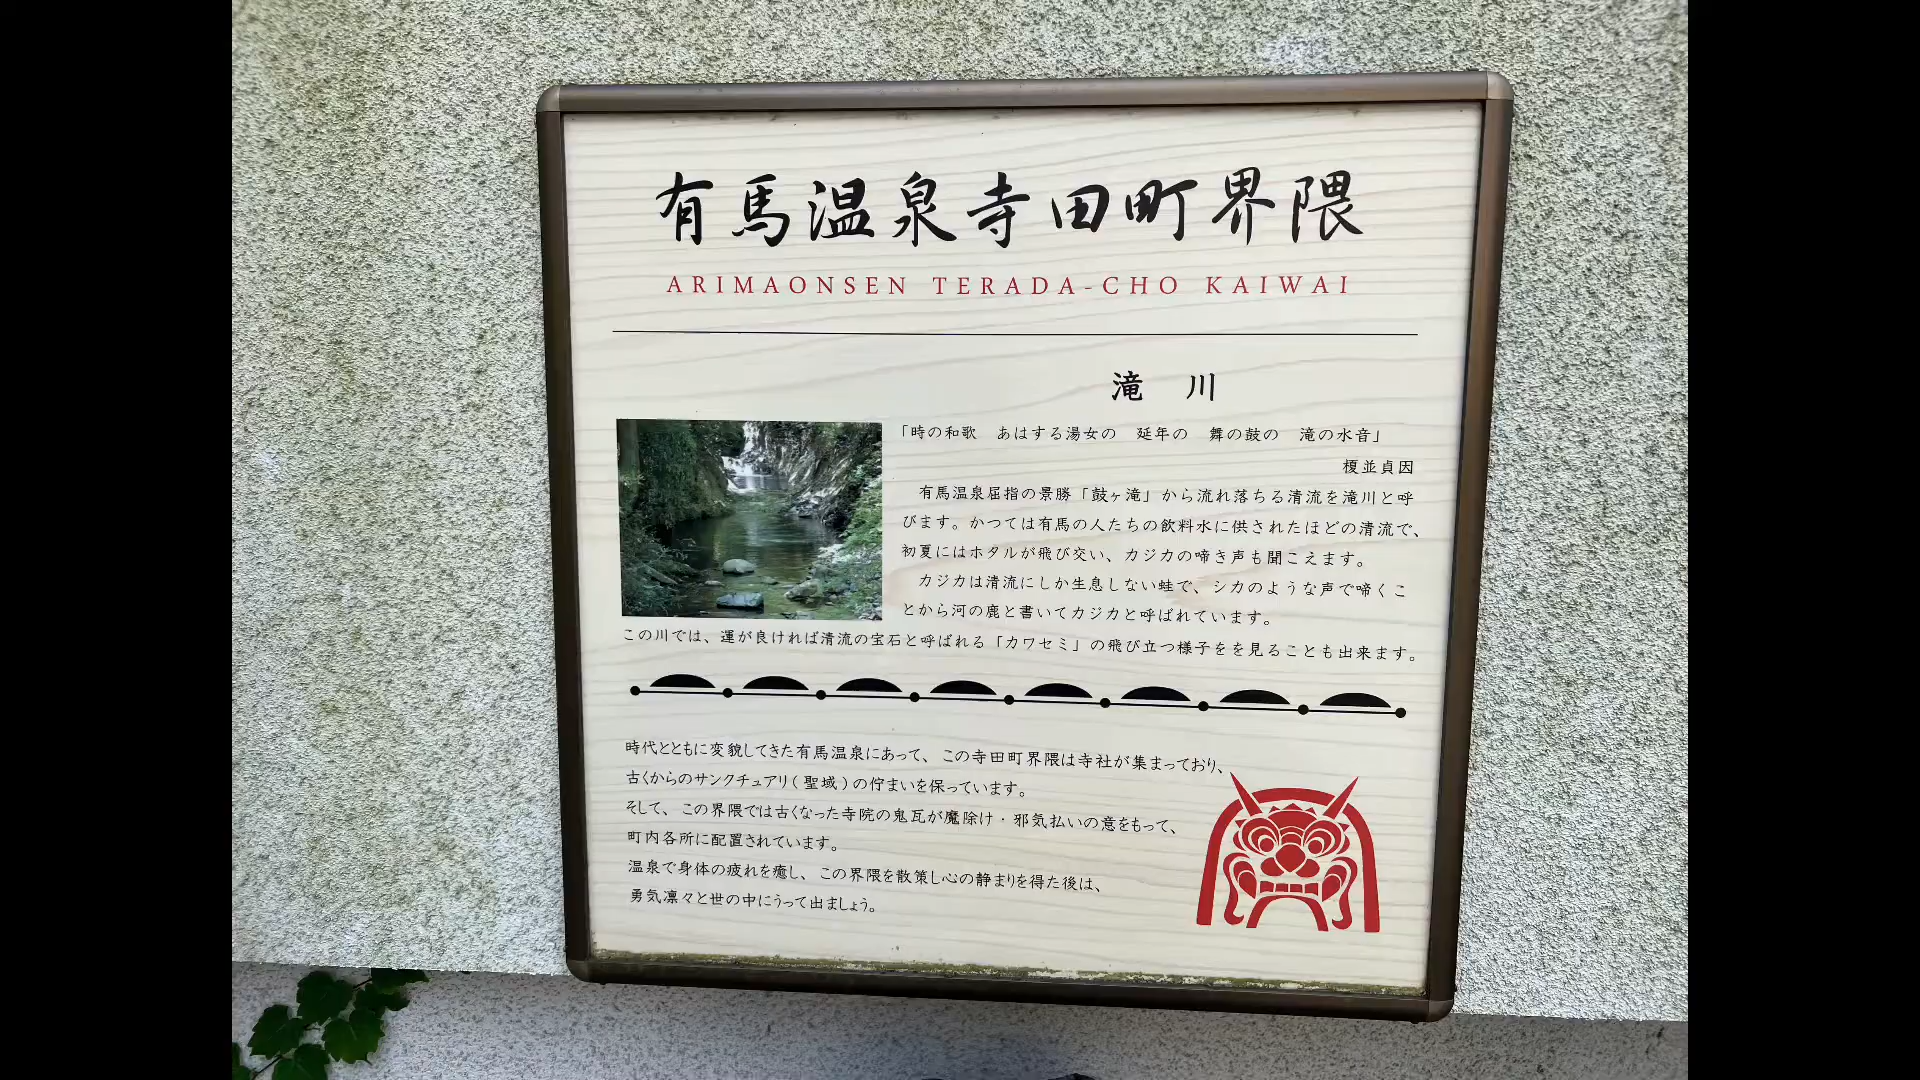 有馬温泉寺田町界隈
ARIMAONSEN TERADA-CHO KAIWAI
滝 川
「時の和歌 あはする湯女の 延年の 舞の鼓の 滝の水音」
榎並貞因
有馬温泉屈指の景勝「鼓ヶ滝」から流れ落ちる清流を滝川と呼
びます。かつては有馬の人たちの飲料水に供されたほどの清流で、
初夏にはホタルが飛び交い、カジカの啼き声も聞こえます。
カジカは清流にしか生息しない蛙で、シカのような声で啼くこ
とから河の鹿と書いてカジカと呼ばれています。
この川では、運が良ければ清流の宝石と呼ばれる「カワセミ」の飛び立つ様子をを見ることも出来ます。
時代とともに変貌してきた有馬温泉にあって、この寺田町界隈は寺社が集まっており、
古くからのサンクチュアリ(聖域)の佇まいを保っています。
そして、この界隈では古くなった寺院の鬼瓦が魔除け・邪気払いの意をもって、
町内各所に配置されています。
温泉で身体の疲れを癒し、この界隈を散策し心の静まりを得た後は、
勇気凛々と世の中にうって出ましょう。